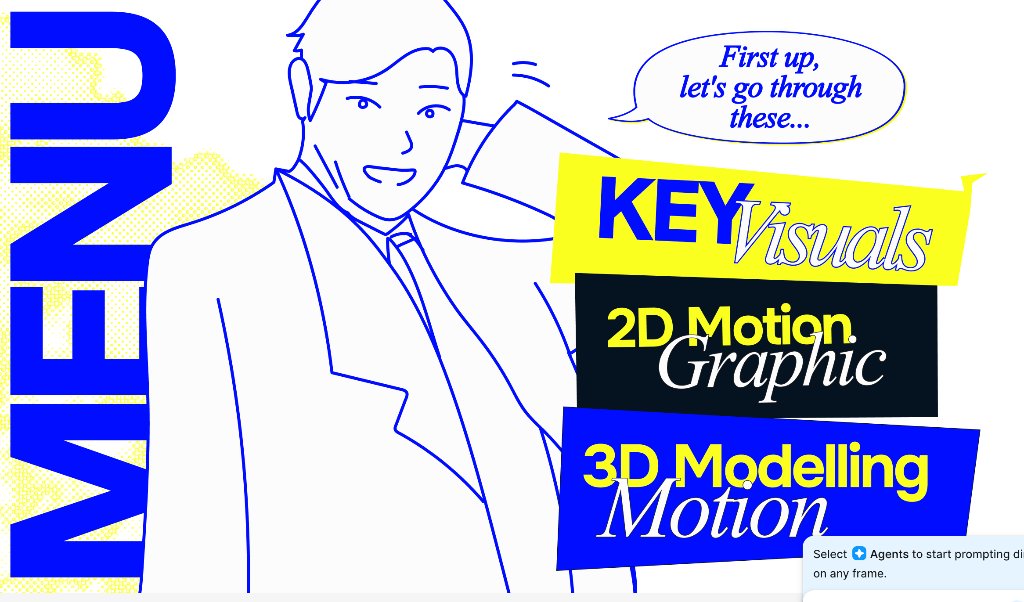 MENU
First up,
let's go through
these...
KEY
Visuals
2D Motion
Graphic
3D Modelling
Motion
Select Agents to start prompting
on any frame.